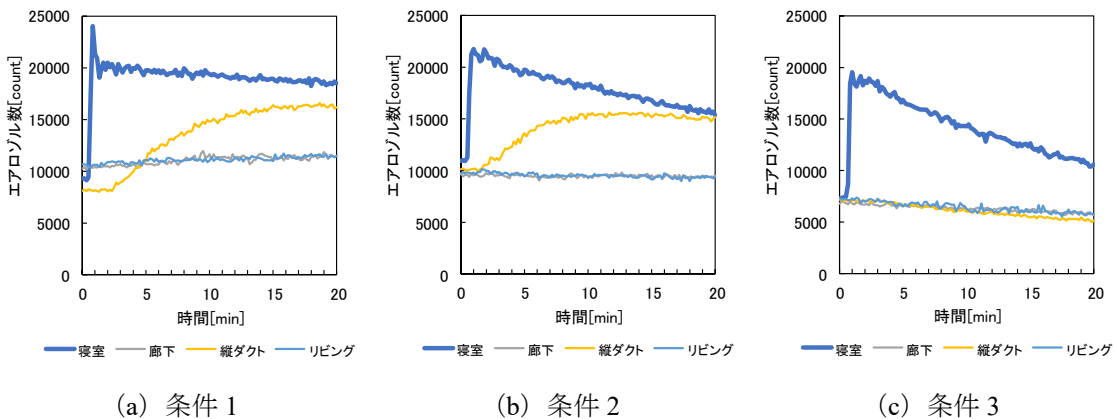 25000
20000
15000
10000
5000
0
エアロゾル数[count]
0 5 10 15 20
時間[min]
寝室 廊下 縦ダクト リビング
(a) 条件 1
25000
20000
15000
10000
5000
0
エアロゾル数[count]
0 5 10 15 20
時間[min]
寝室 廊下 縦ダクト リビング
(b) 条件 2
25000
20000
15000
10000
5000
0
エアロゾル数[count]
0 5 10 15 20
時間[min]
寝室 廊下 縦ダクト リビング
(c) 条件 3